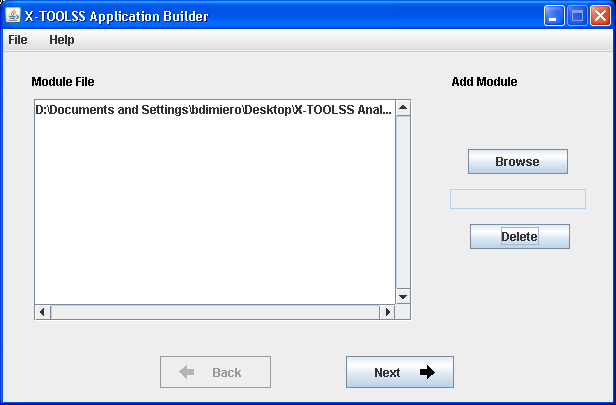 X-TOOLSS Application Builder
File Help
Module File
Add Module
D:\Documents and Settings\bdimiero\Desktop\X-TOOLSS Anal...
Browse
Delete
Back
Next